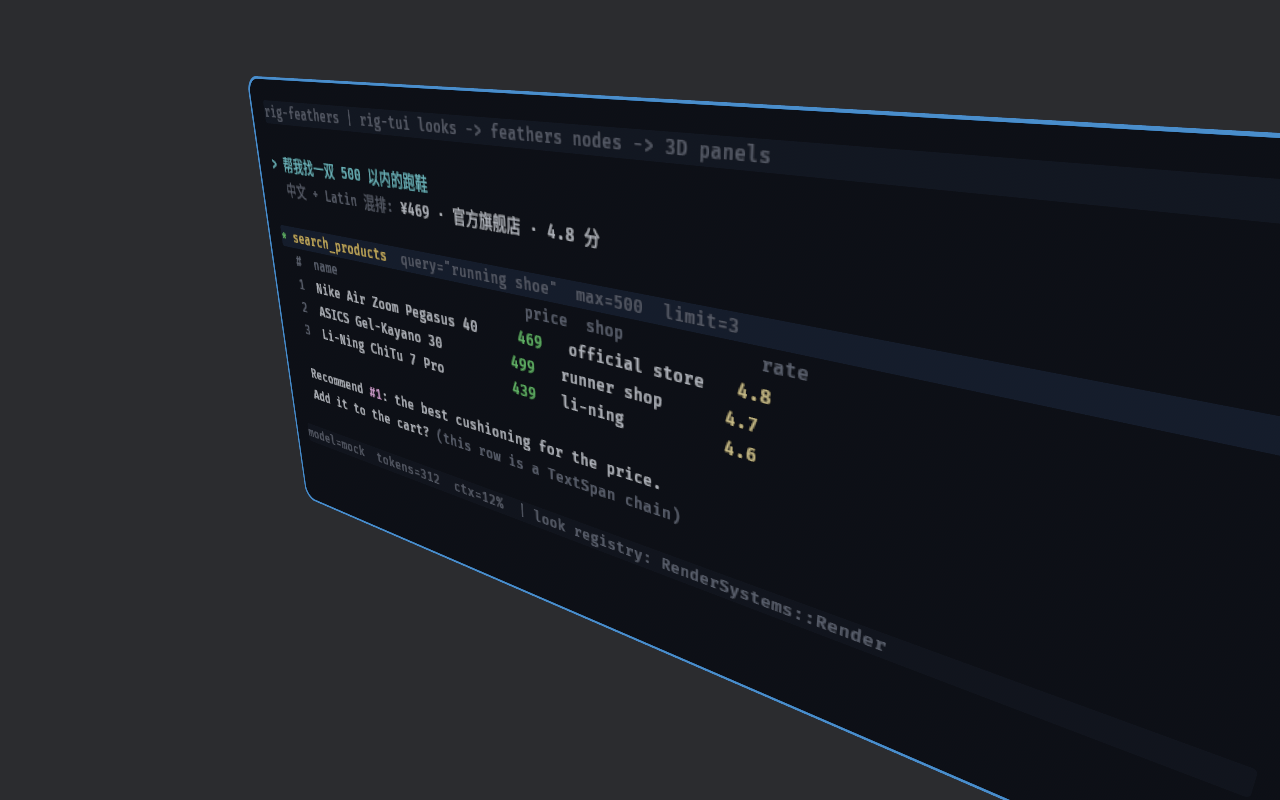 rig-feathers | rig-tui looks -> feathers nodes -> 3D panels
> 帮我找一双 500 以内的跑鞋
中文 + Latin 混排: ¥469 · 官方旗舰店 · 4.8 分
* search_products query="running shoe" max=500 limit=3
# name price shop rate
1 Nike Air Zoom Pegasus 40 469 official store 4.8
2 ASICS Gel-Kayano 30 499 runner shop 4.7
3 Li-Ning ChiTu 7 Pro 439 li-ning 4.6
Recommend #1: the best cushioning for the price.
Add it to the cart? (this row is a TextSpan chain)
model=mock tokens=312 ctx=12% | look registry: RenderSystems::Render